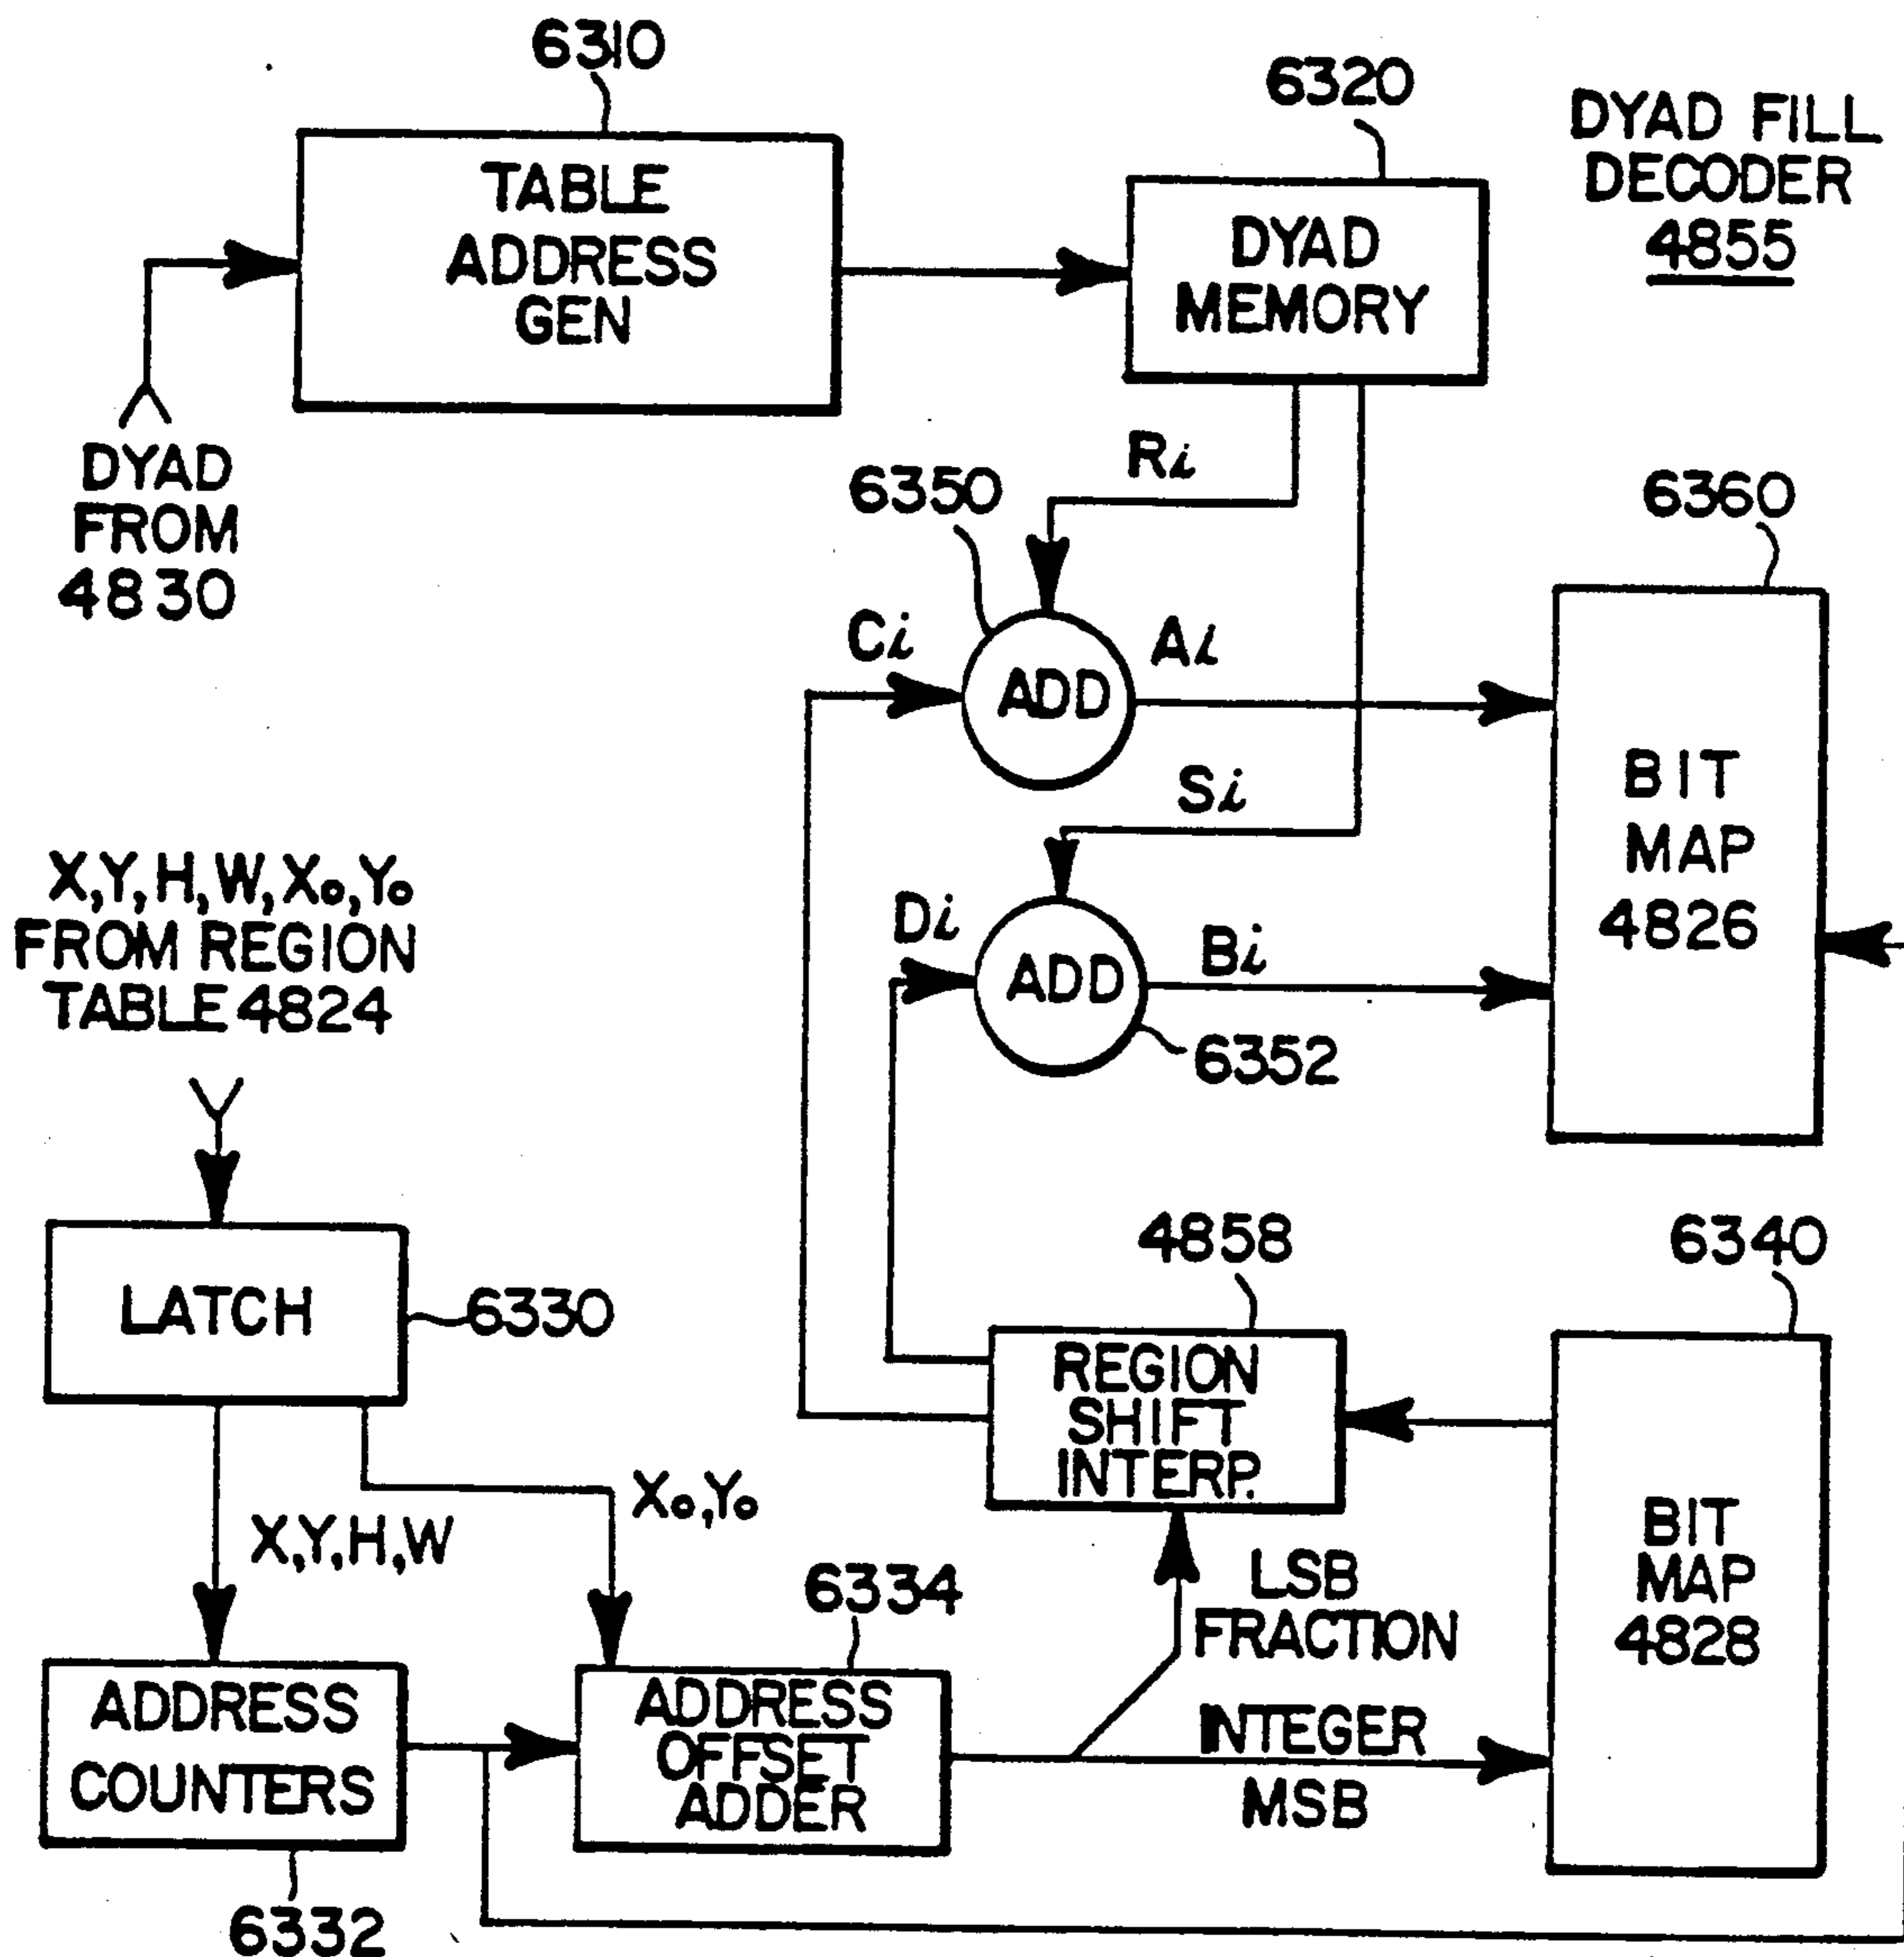 6310
6320
DYAD FILL
DECODER
4855
TABLE
ADDRESS
GEN
DYAD
MEMORY
DYAD
FROM
4830
Ri
6350
6360
Ci
ADD
Ai
BIT
MAP
4826
Si
X,Y,H,W,Xo,Yo
FROM REGION
TABLE 4824
Di
ADD
Bi
6352
LATCH
6330
4858
6340
REGION
SHIFT
INTERP.
X,Y,H,W
Xo,Yo
BIT
MAP
4828
6334
LSB
FRACTION
ADDRESS
COUNTERS
ADDRESS
OFFSET
ADDER
INTEGER
MSB
6332